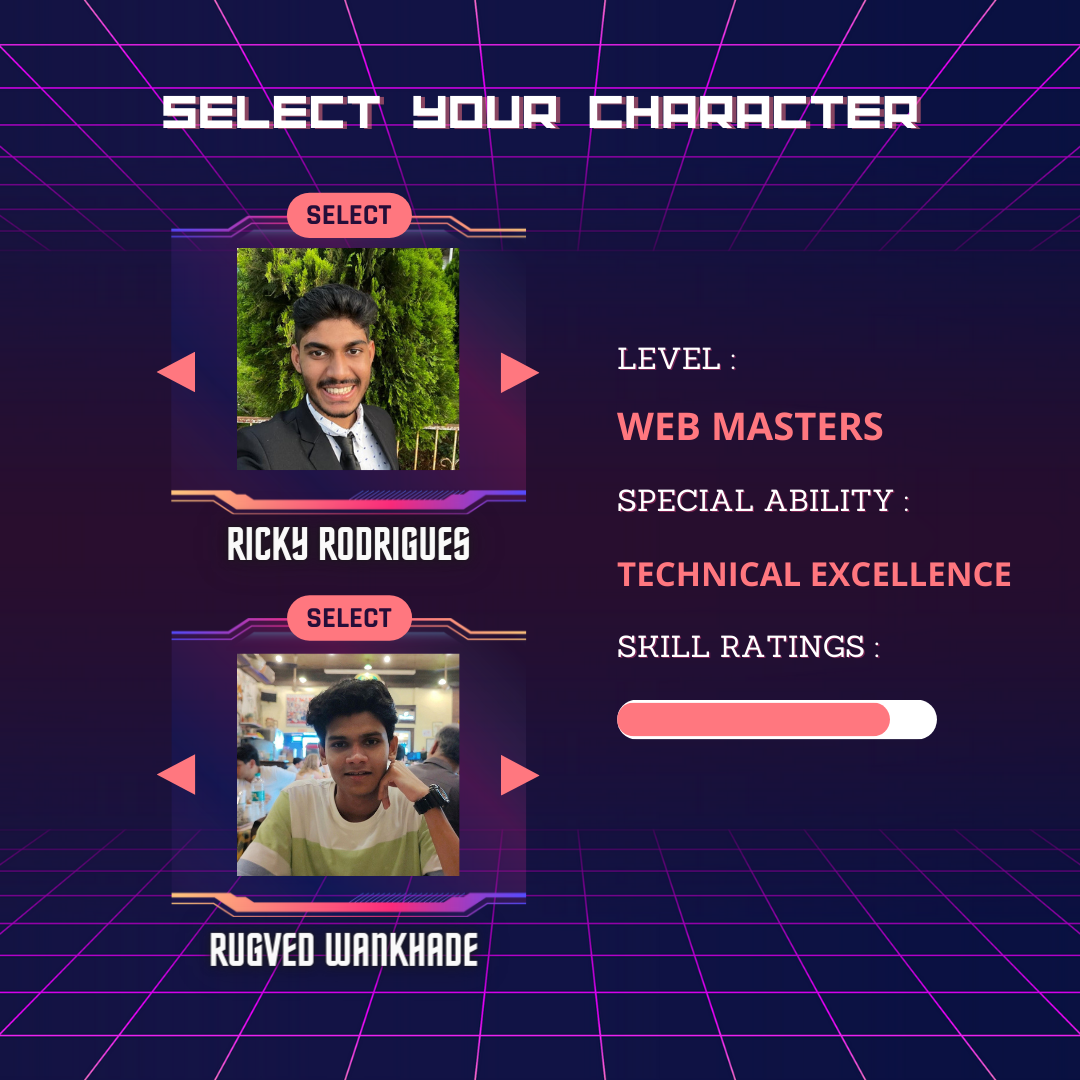 SELECT YOUR CHARACTER
SELECT
RICKY RODRIGUES
SELECT
RUGVED WANKHADE
LEVEL :
WEB MASTERS
SPECIAL ABILITY :
TECHNICAL EXCELLENCE
SKILL RATINGS :